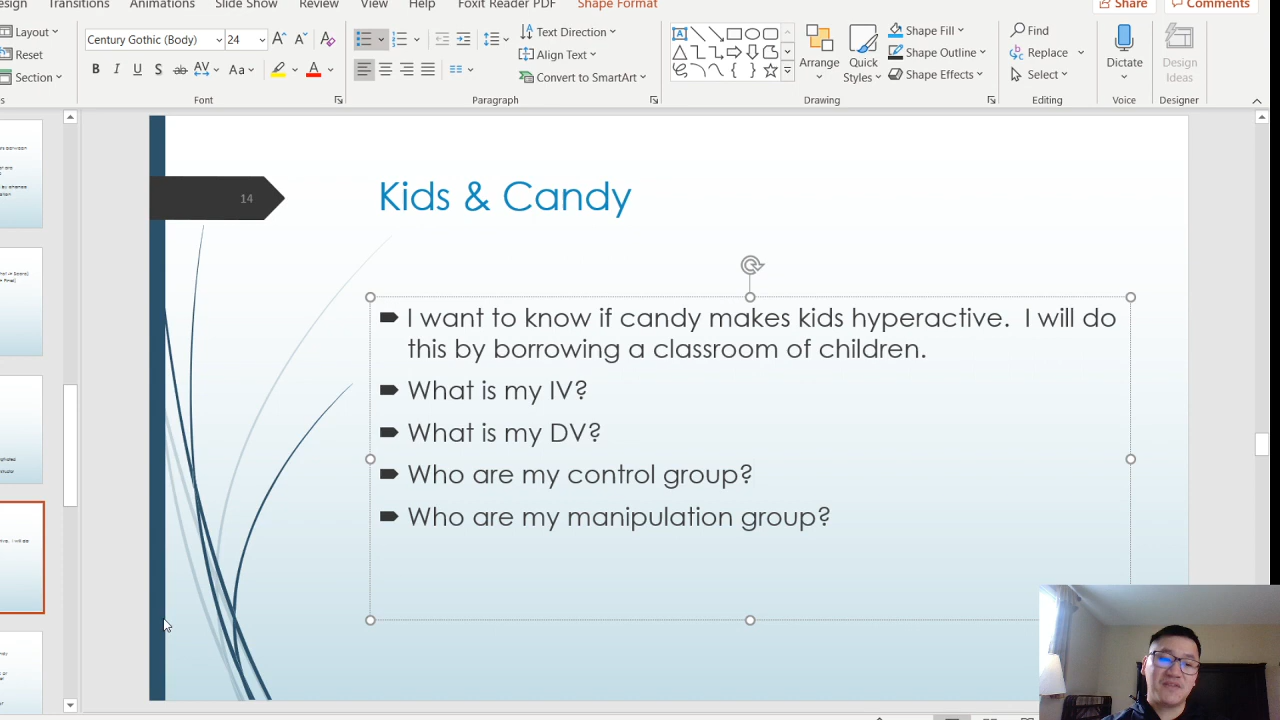 Transitions Animations Slide Show Review View Help Foxit Reader PDF Shape Format Share Comments
Layout
Reset
Section
Century Gothic (Body) 24
B I U S ab AV Aa A
Font
Text Direction
Align Text
Convert to SmartArt
Paragraph
Arrange
Quick Styles
Shape Fill
Shape Outline
Shape Effects
Drawing
Find
Replace
Select
Editing
Dictate
Voice
Design Ideas
Designer
14
Kids & Candy
I want to know if candy makes kids hyperactive. I will do
this by borrowing a classroom of children.
What is my IV?
What is my DV?
Who are my control group?
Who are my manipulation group?